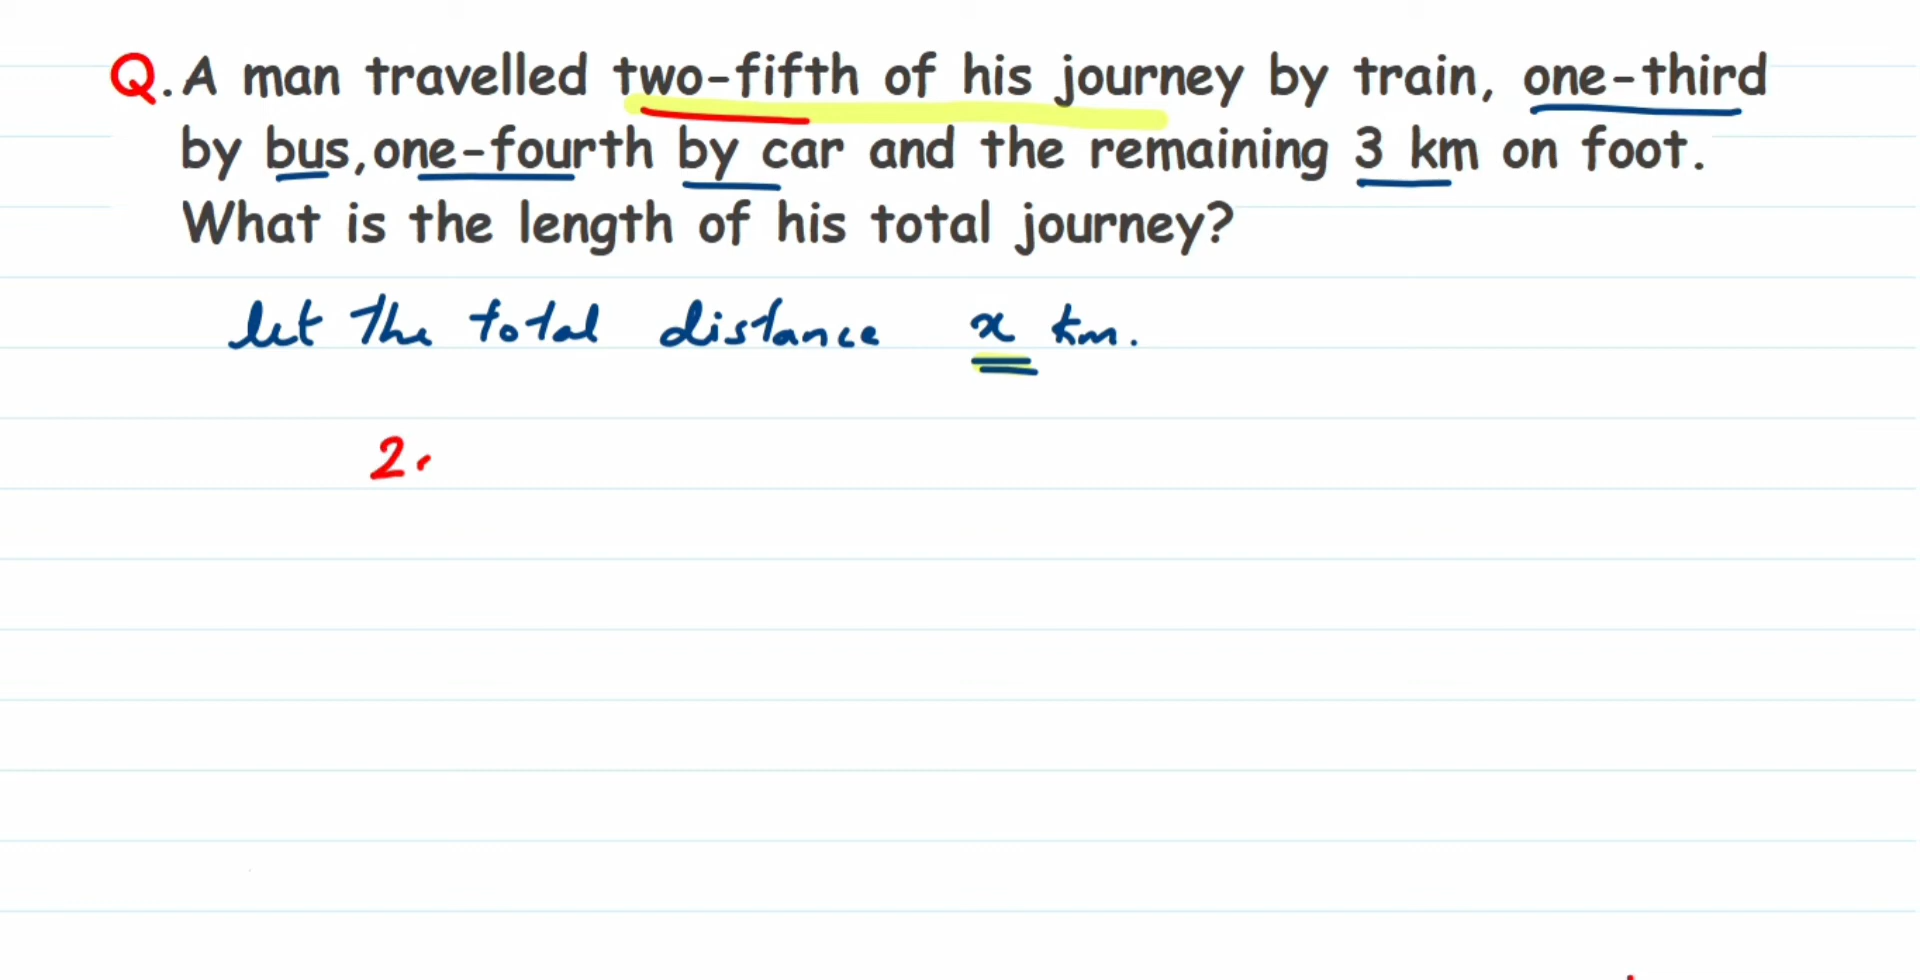 Q. A man travelled two-fifth of his journey by train, one-third
by bus, one-fourth by car and the remaining 3 km on foot.
What is the length of his total journey?
let the total distance x km.
2